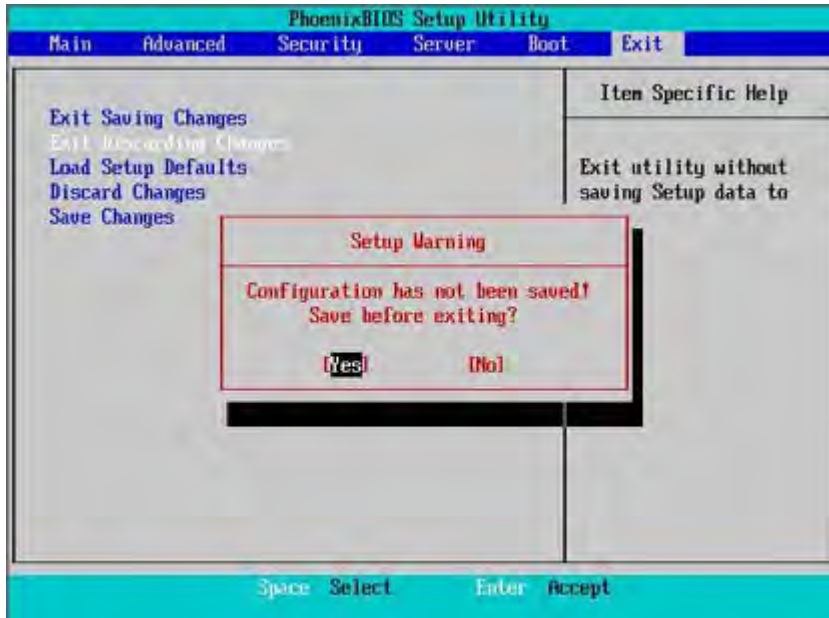 PhoenixBIOS Setup Utility
Main Advanced Security Server Boot Exit
Item Specific Help
Exit Saving Changes
Exit Discarding Changes
Load Setup Defaults
Discard Changes
Save Changes
Exit utility without
saving Setup data to
Setup Warning
Configuration has not been saved!
Save before exiting?
[Yes] [No]
Space Select Enter Accept